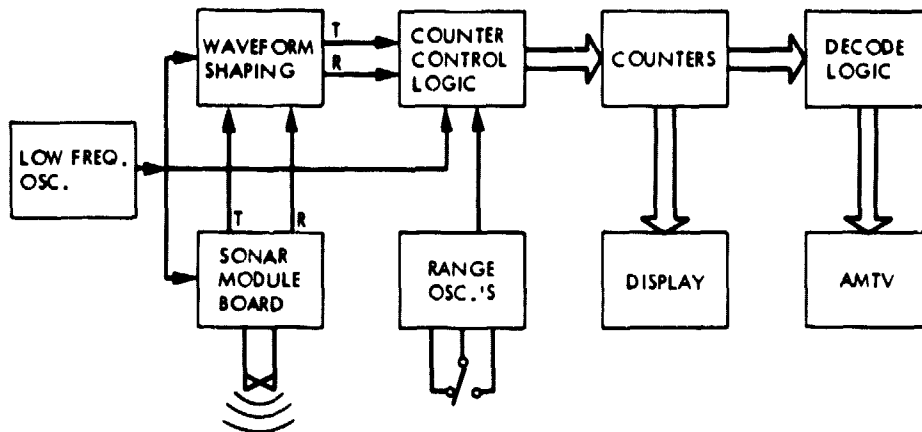 WAVEFORM
SHAPING
T
R
COUNTER
CONTROL
LOGIC
COUNTERS
DECODE
LOGIC
LOW FREQ.
OSC.
T
R
SONAR
MODULE
BOARD
RANGE
OSC.'S
DISPLAY
AMTV